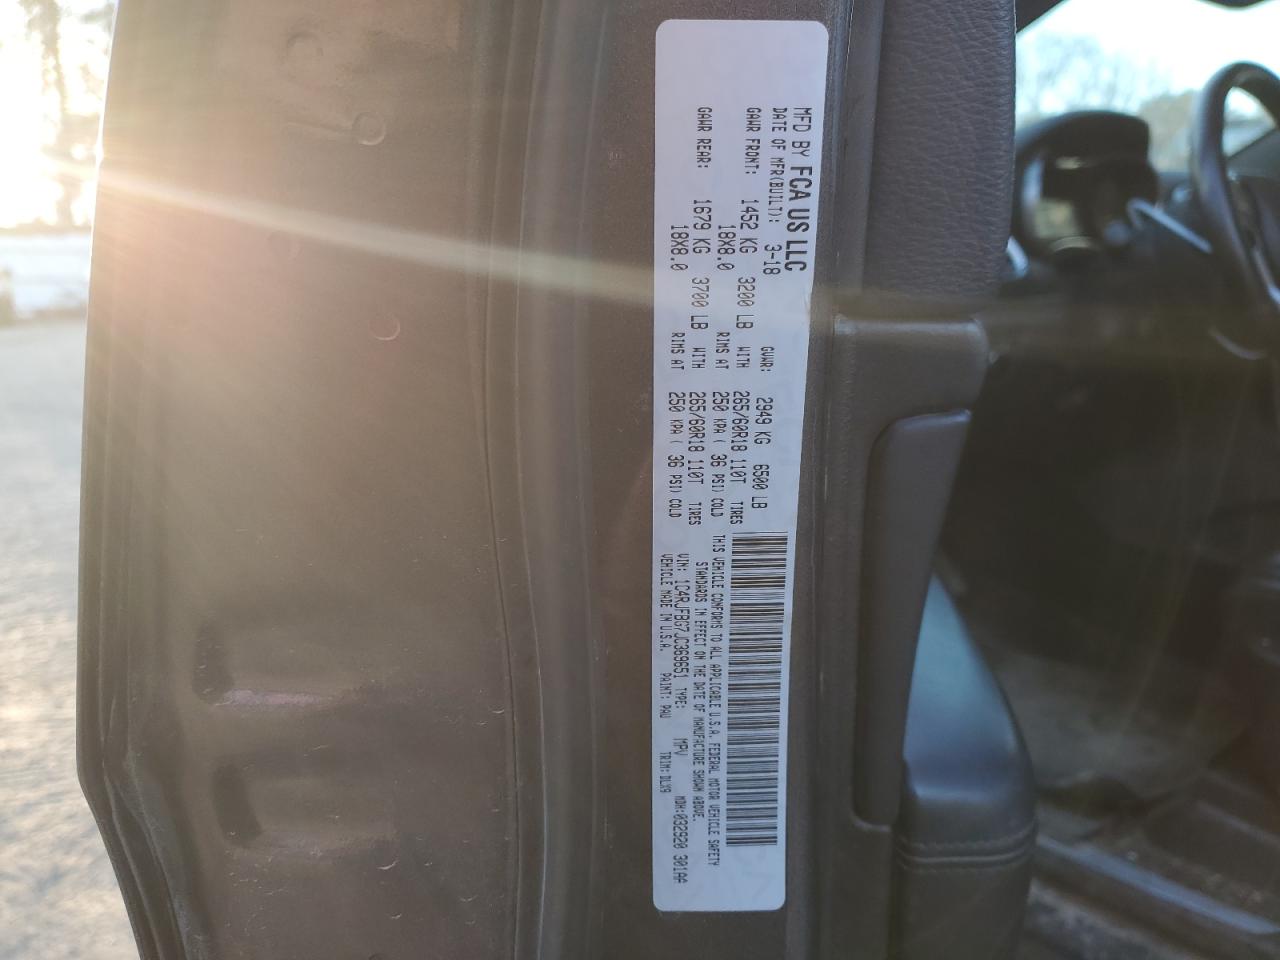 MFD BY FCA US LLC
DATE OF MFR(BUILT): 3-18 GVWR: 2949 KG 6500 LB
GAWR FRONT: 1452 KG 3200 LB WITH 265/60R18 110T TIRES
18X8.0 RIMS AT 250 KPA ( 36 PSI) COLD
GAWR REAR: 1679 KG 3700 LB WITH 265/60R18 110T TIRES
18X8.0 RIMS AT 250 KPA ( 36 PSI) COLD
THIS VEHICLE CONFORMS TO ALL APPLICABLE U.S.A. FEDERAL MOTOR VEHICLE SAFETY
STANDARDS IN EFFECT ON THE DATE OF MANUFACTURE SHOWN ABOVE.
VIN: 1C4RJFBG7JC369651 TYPE: MPV MDH:032920 301AA
VEHICLE MADE IN U.S.A. PAINT: PAU TRIM: DLX9